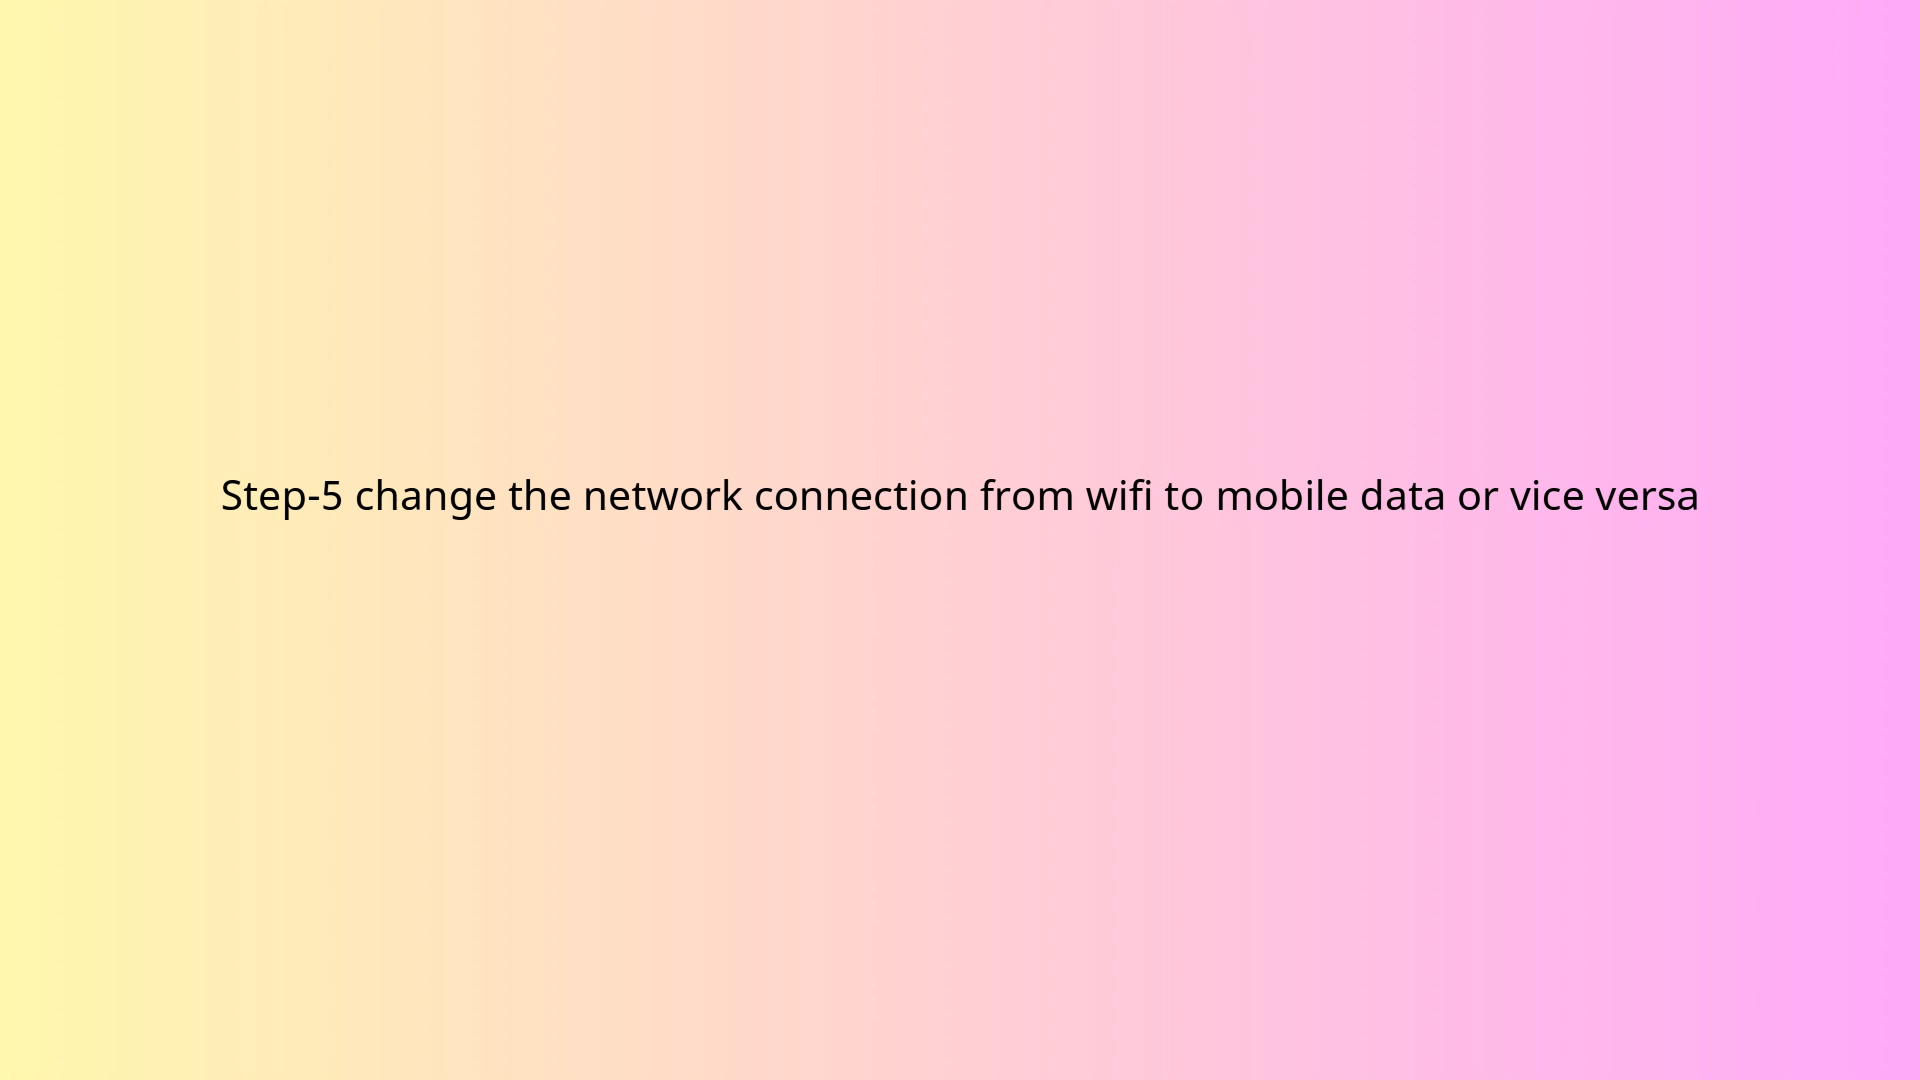 Step-5 change the network connection from wifi to mobile data or vice versa